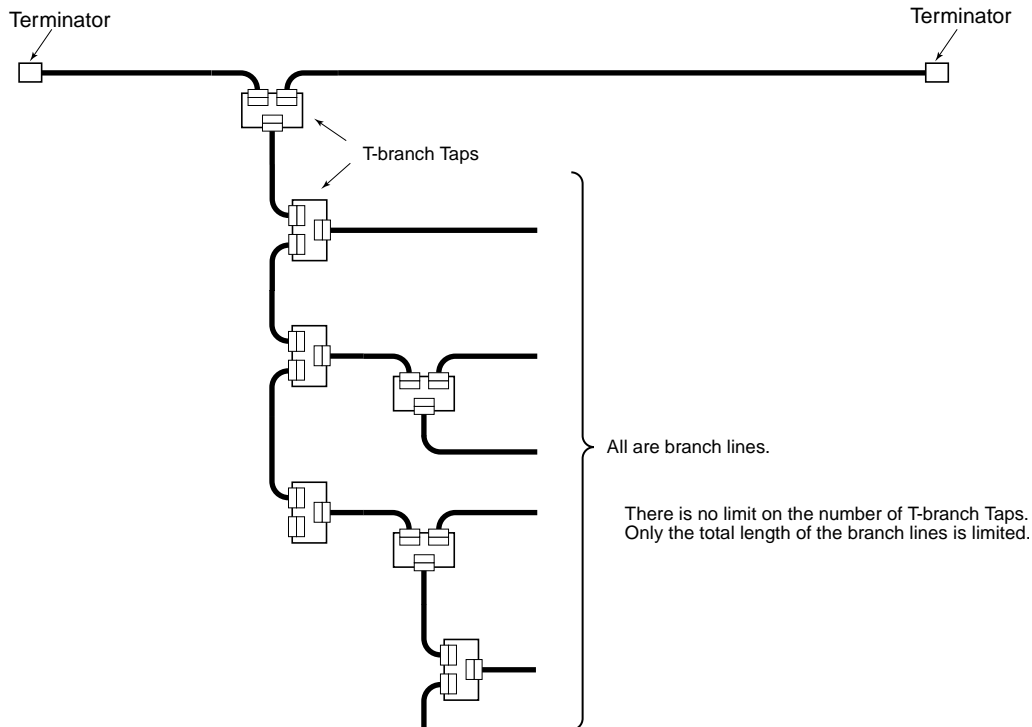 Terminator
Terminator
T-branch Taps
All are branch lines.
There is no limit on the number of T-branch Taps.
Only the total length of the branch lines is limited.